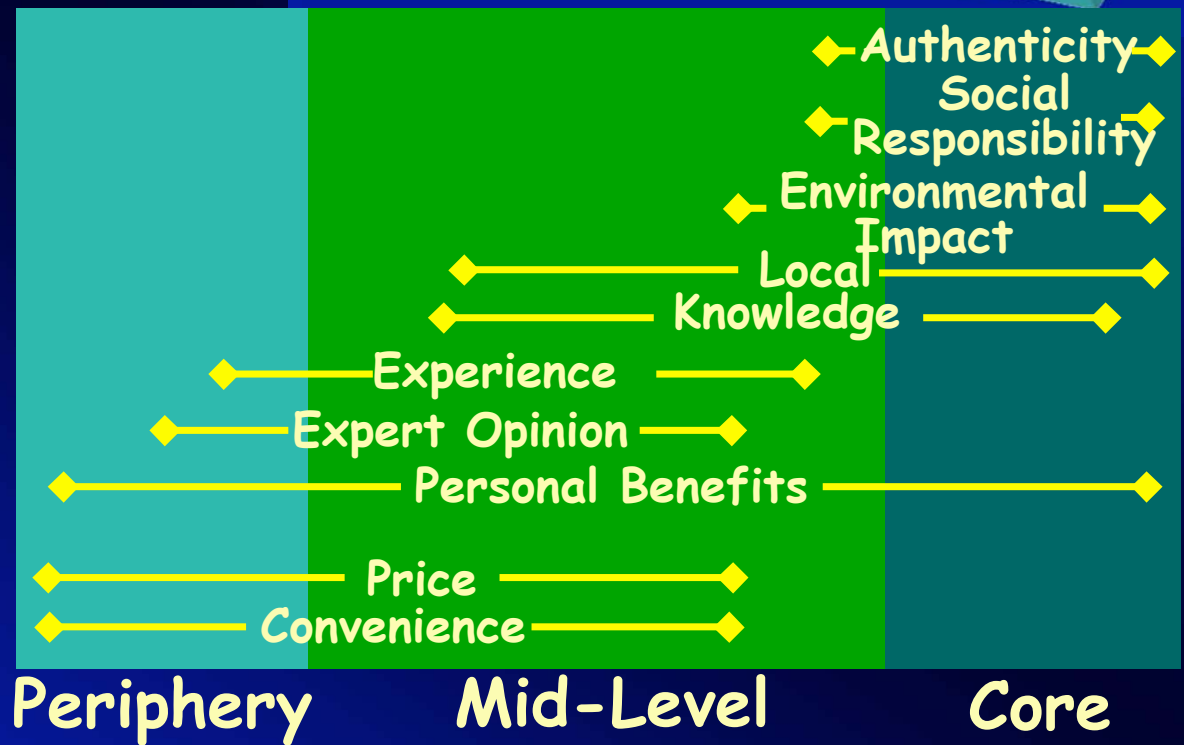 Authenticity
Social
Responsibility
Environmental
Impact
Local
Knowledge
Experience
Expert Opinion
Personal Benefits
Price
Convenience
Periphery Mid-Level Core